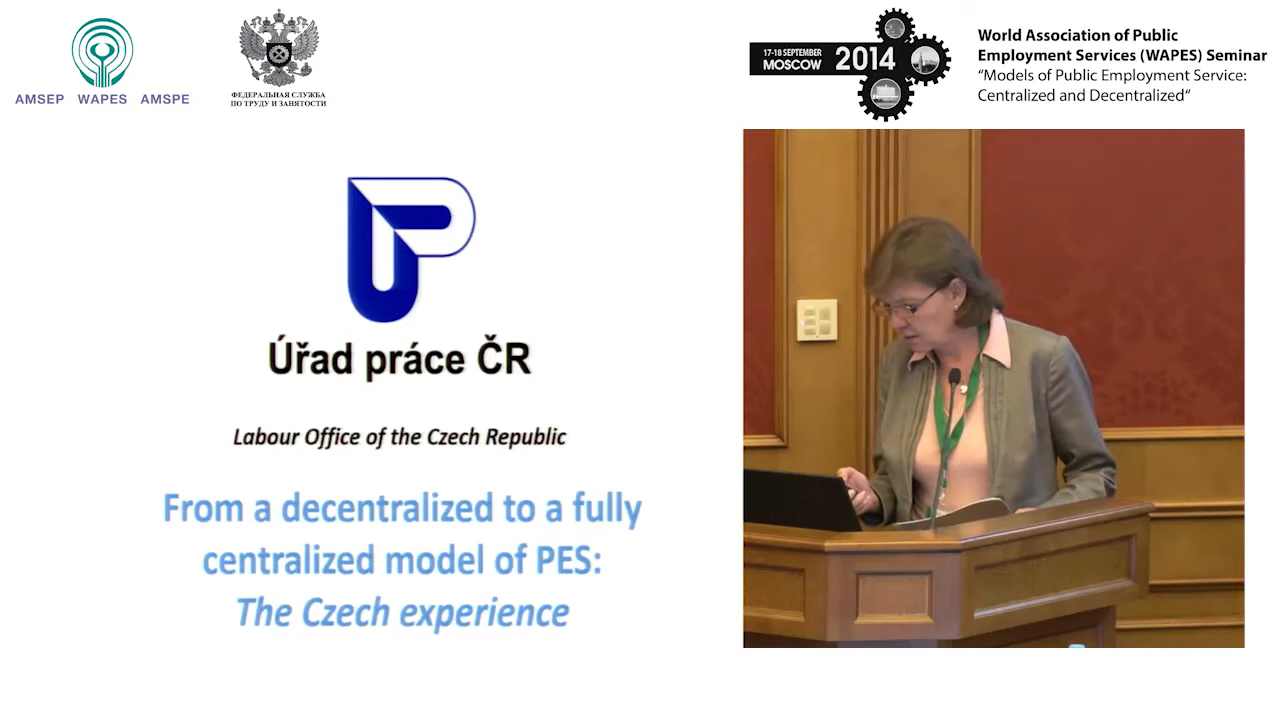 AMSEP WAPES AMSPE
ФЕДЕРАЛЬНАЯ СЛУЖБА
ПО ТРУДУ И ЗАНЯТОСТИ
17-18 SEPTEMBER
MOSCOW
2014
World Association of Public
Employment Services (WAPES) Seminar
“Models of Public Employment Service:
Centralized and Decentralized“
ÚP
Úřad práce ČR
Labour Office of the Czech Republic
From a decentralized to a fully
centralized model of PES:
The Czech experience